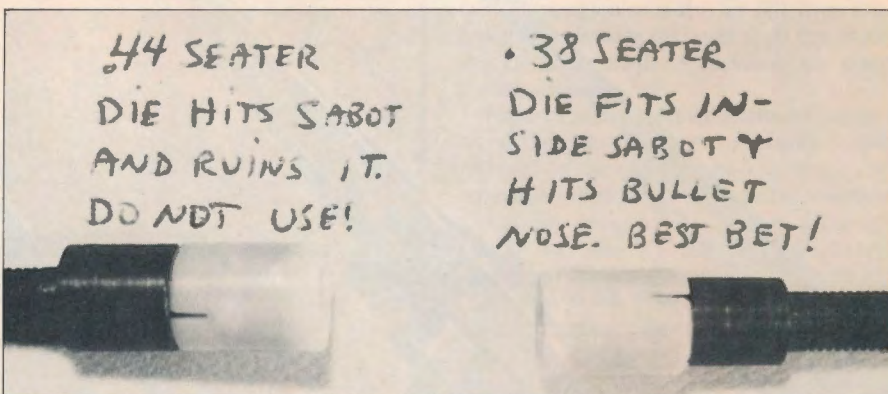 .44 SEATER
DIE HITS SABOT
AND RUINS IT.
DO NOT USE!
.38 SEATER
DIE FITS IN-
SIDE SABOT &
HITS BULLET
NOSE. BEST BET!